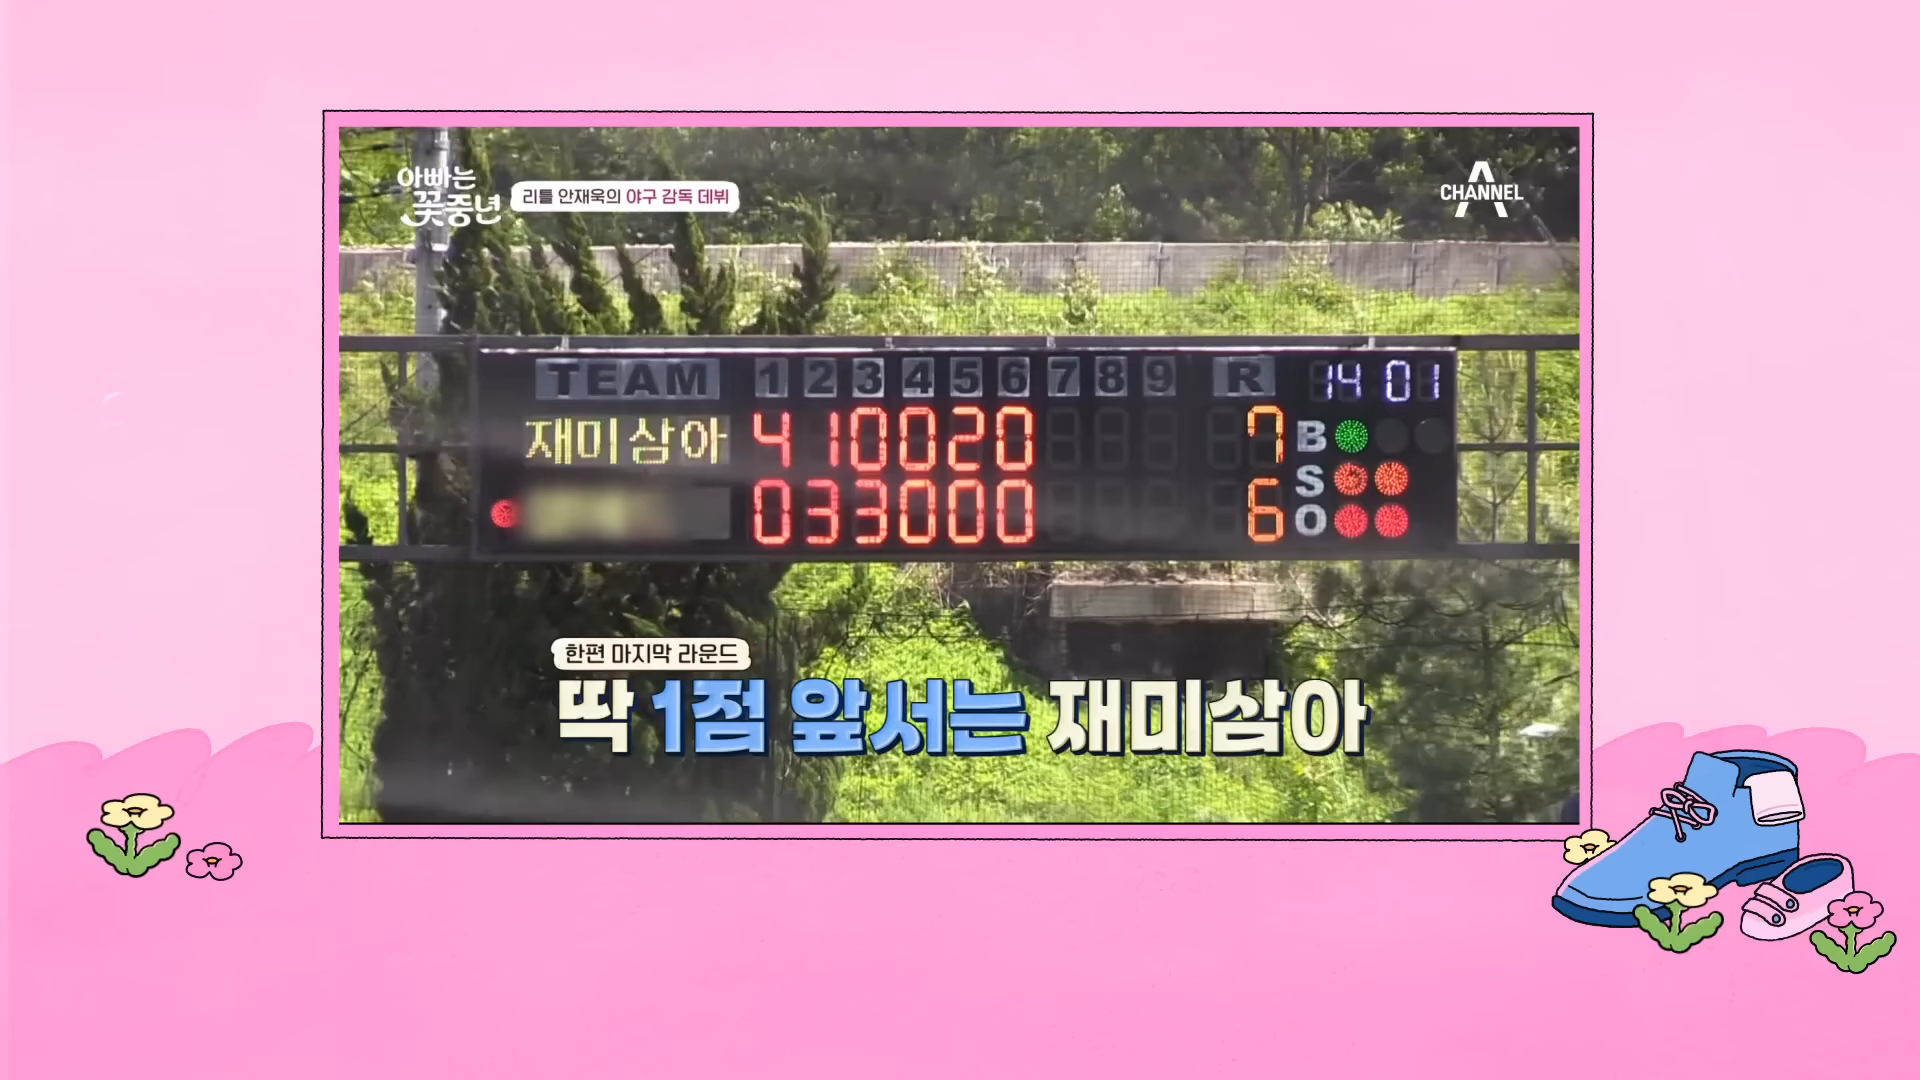 아빠는
꽃중년
리틀 안재욱의 야구 감독 데뷔
CHANNEL A
TEAM 1 2 3 4 5 6 7 8 9 R 14 01
재미삼아 4 1 0 0 2 0 7 B
0 3 3 0 0 0 6 S
O
한편 마지막 라운드
딱 1점 앞서는 재미삼아